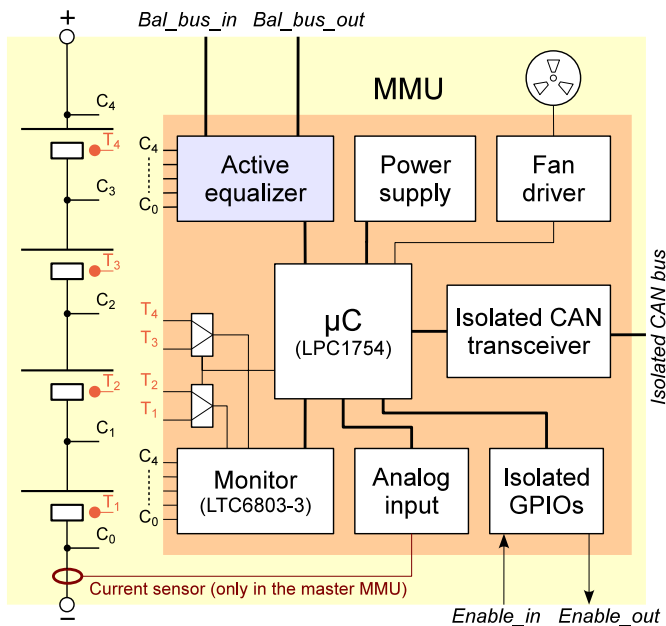 +
Bal_bus_in
Bal_bus_out
MMU
C4
T4
C3
T3
C2
T2
C1
T1
C0
−
C4
C0
Active
equalizer
Power
supply
Fan
driver
µC
(LPC1754)
Isolated CAN
transceiver
Isolated CAN bus
T4
T3
T2
T1
C4
C0
Monitor
(LTC6803-3)
Analog
input
Isolated
GPIOs
Current sensor (only in the master MMU)
Enable_in
Enable_out